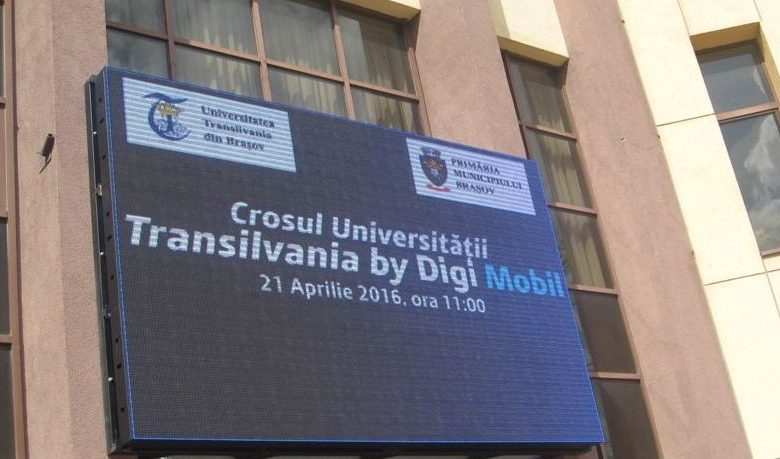 Universitatea
Transilvania
din Brașov
PRIMĂRIA
MUNICIPIULUI
BRAȘOV
Crosul Universității
Transilvania by Digi Mobil
21 Aprilie 2016, ora 11:00